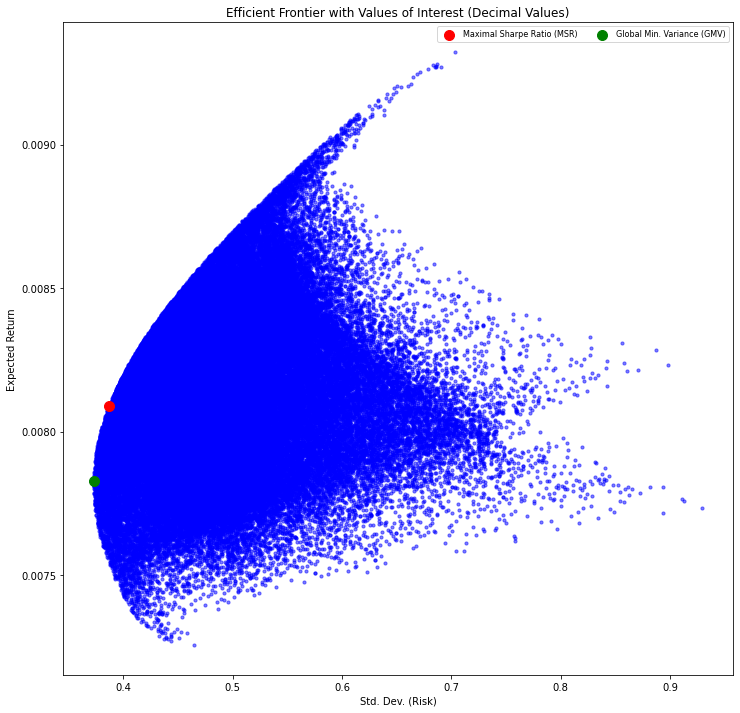 Efficient Frontier with Values of Interest (Decimal Values)
Maximal Sharpe Ratio (MSR) Global Min. Variance (GMV)
0.0090
0.0085
0.0080
0.0075
Expected Return
0.4 0.5 0.6 0.7 0.8 0.9
Std. Dev. (Risk)